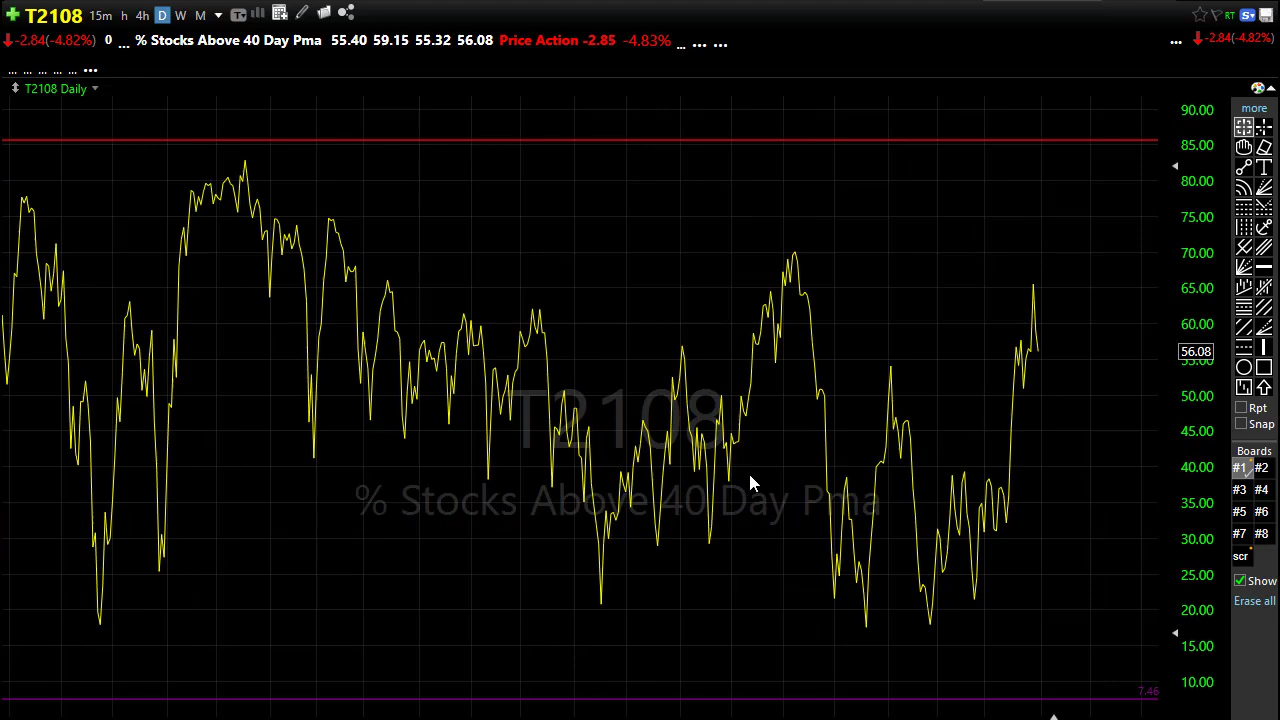 T2108 15m h 4h D W M T RT S
-2.84(-4.82%) 0 ... % Stocks Above 40 Day Pma 55.40 59.15 55.32 56.08 Price Action -2.85 -4.83% ... ... ... ... -2.84(-4.82%)
... ... ... ... ... ...
T2108 Daily
more
90.00
85.00
80.00
75.00
70.00
65.00
60.00
56.08
55.00
50.00
45.00
40.00
35.00
30.00
25.00
20.00
15.00
10.00
7.46
T2108
% Stocks Above 40 Day Pma
T
Rpt
Snap
Boards
#1 #2
#3 #4
#5 #6
#7 #8
scr
Show
Erase all